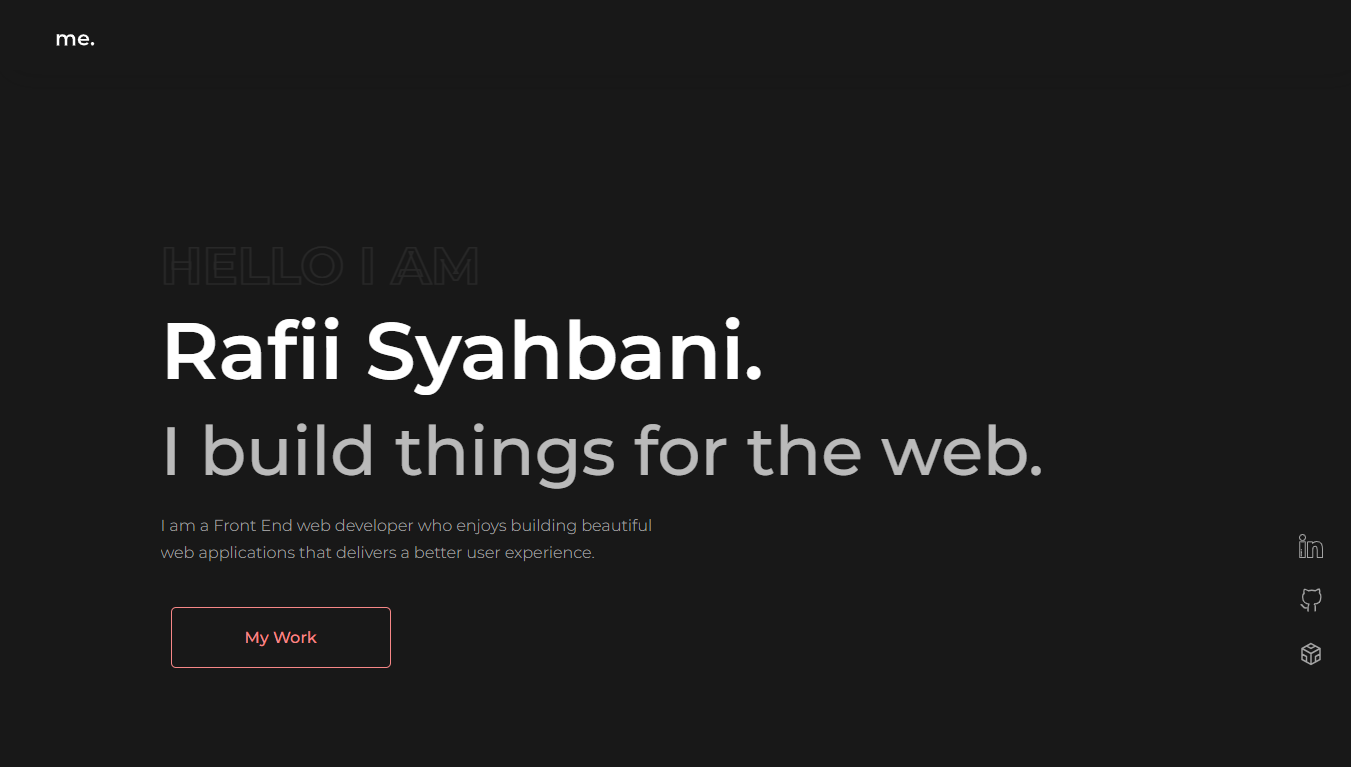 me.
HELLO I AM
Rafii Syahbani.
I build things for the web.
I am a Front End web developer who enjoys building beautiful
web applications that delivers a better user experience.
My Work
in